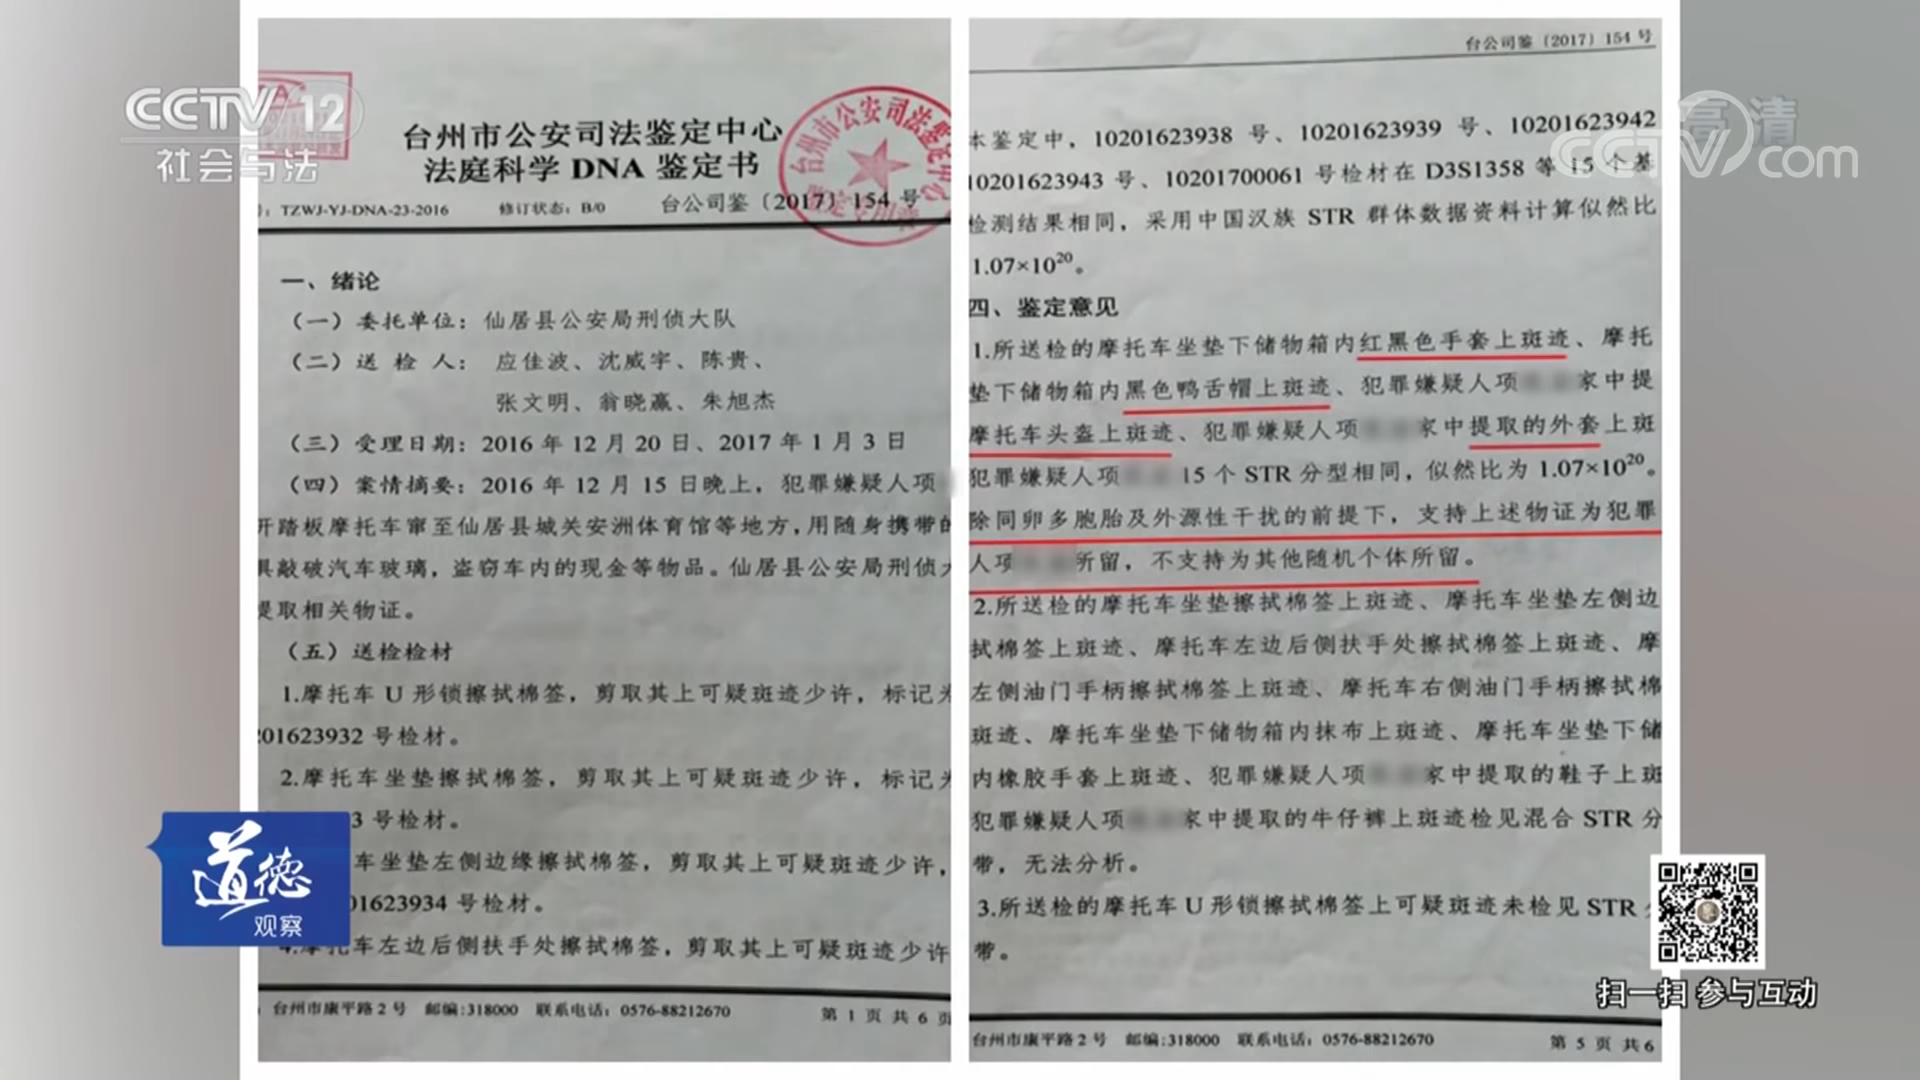 CCTV 12
社会与法
高清
CCTV.com
台州市公安司法鉴定中心
台州市公安司法鉴定中心
法庭科学 DNA 鉴定书
TZWJ-YJ-DNA-23-2016 修订状态：B/0 台公司鉴〔2017〕154 号
一、绪论
（一）委托单位：仙居县公安局刑侦大队
（二）送 检 人： 应佳波、沈威宇、陈贵、
张文明、翁晓赢、朱旭杰
（三）受理日期：2016 年 12 月 20 日、2017 年 1 月 3 日
（四）案情摘要：2016 年 12 月 15 日晚上，犯罪嫌疑人项
开踏板摩托车窜至仙居县城关安洲体育馆等地方，用随身携带的
具敲破汽车玻璃，盗窃车内的现金等物品。仙居县公安局刑侦大
提取相关物证。
（五）送检检材
1.摩托车 U 形锁擦拭棉签，剪取其上可疑斑迹少许，标记为
201623932 号检材。
2.摩托车坐垫擦拭棉签，剪取其上可疑斑迹少许，标记为
3 号检材。
车坐垫左侧边缘擦拭棉签，剪取其上可疑斑迹少许，
01623934 号检材。
4.摩托车左边后侧扶手处擦拭棉签，剪取其上可疑斑迹少许
台州市康平路 2 号 邮编:318000 联系电话：0576-88212670 第 1 页 共 6 页
台公司鉴〔2017〕154 号
本鉴定中，10201623938 号、10201623939 号、10201623942
10201623943 号、10201700061 号检材在 D3S1358 等 15 个基
检测结果相同，采用中国汉族 STR 群体数据资料计算似然比
1.07×10²⁰。
四、鉴定意见
1.所送检的摩托车坐垫下储物箱内红黑色手套上斑迹、摩托
垫下储物箱内黑色鸭舌帽上斑迹、犯罪嫌疑人项 家中提
摩托车头盔上斑迹、犯罪嫌疑人项 家中提取的外套上斑
犯罪嫌疑人项 15 个 STR 分型相同，似然比为 1.07×10²⁰。
除同卵多胞胎及外源性干扰的前提下，支持上述物证为犯罪
人项 所留，不支持为其他随机个体所留。
2.所送检的摩托车坐垫擦拭棉签上斑迹、摩托车坐垫左侧边
拭棉签上斑迹、摩托车左边后侧扶手处擦拭棉签上斑迹、摩
左侧油门手柄擦拭棉签上斑迹、摩托车右侧油门手柄擦拭棉
斑迹、摩托车坐垫下储物箱内抹布上斑迹、摩托车坐垫下储
内橡胶手套上斑迹、犯罪嫌疑人项 家中提取的鞋子上斑
犯罪嫌疑人项 家中提取的牛仔裤上斑迹检见混合 STR 分
带，无法分析。
3.所送检的摩托车 U 形锁擦拭棉签上可疑斑迹未检见 STR
带。
台州市康平路 2 号 邮编:318000 联系电话：0576-88212670 第 5 页 共 6
道德
观察
扫一扫 参与互动